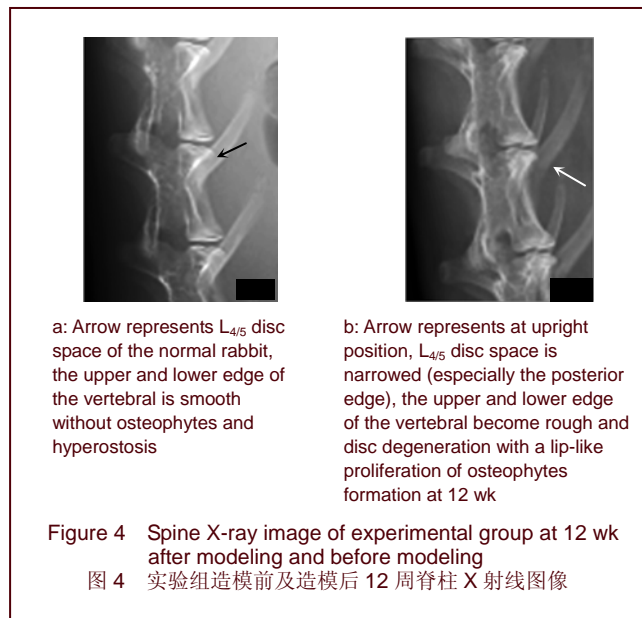 a: Arrow represents L4/5 disc
space of the normal rabbit,
the upper and lower edge of
the vertebral is smooth
without osteophytes and
hyperostosis
b: Arrow represents at upright
position, L4/5 disc space is
narrowed (especially the posterior
edge), the upper and lower edge
of the vertebral become rough and
disc degeneration with a lip-like
proliferation of osteophytes
formation at 12 wk
Figure 4 Spine X-ray image of experimental group at 12 wk
after modeling and before modeling
图 4 实验组造模前及造模后 12 周脊柱 X 射线图像